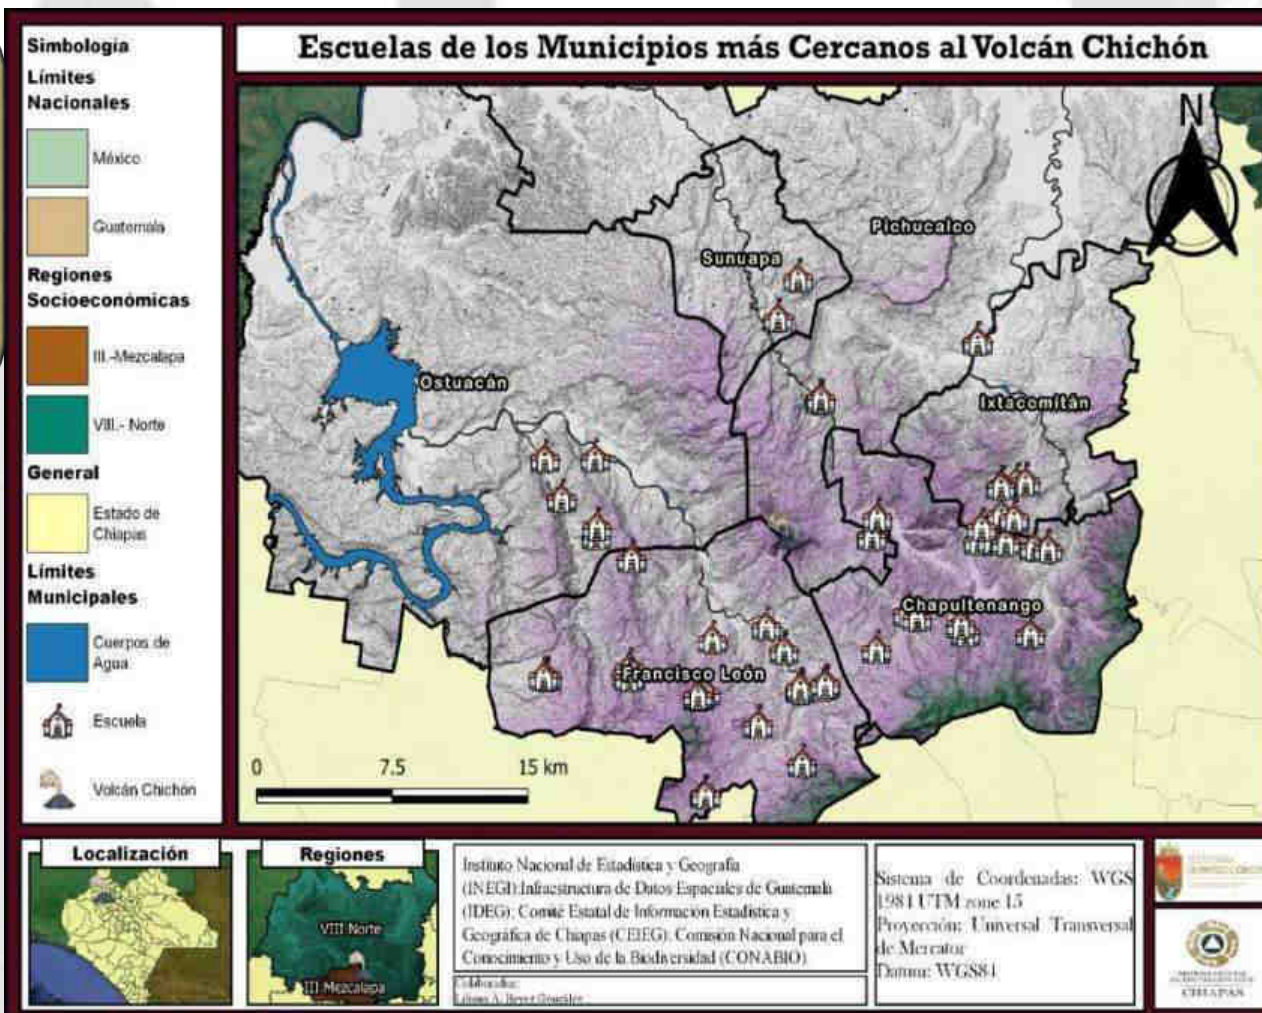 Escuelas de los Municipios más Cercanos al Volcán Chichón
Simbología
Límites
Nacionales
México
Guatemala
Regiones
Socioeconómicas
III.-Mezcalapa
VIII.- Norte
General
Estado de
Chiapas
Límites
Municipales
Cuerpos de
Agua
Escuela
Volcán Chichón
N
Pichucalco
Sunuapa
Ostuacán
Ixtacomitán
Chapultenango
Francisco León
0 7.5 15 km
Localización
Regiones
VIII Norte
III Mezcalapa
Instituto Nacional de Estadística y Geografía
(INEGI) Infraestructura de Datos Espaciales de Guatemala
(IDEG); Comité Estatal de Información Estadística y
Geográfica de Chiapas (CEIEG); Comisión Nacional para el
Conocimiento y Uso de la Biodiversidad (CONABIO)
Sistema de Coordenadas: WGS
1984 UTM zone 15
Proyección: Universal Transversal
de Mercator
Datum: WGS84
CHIAPAS